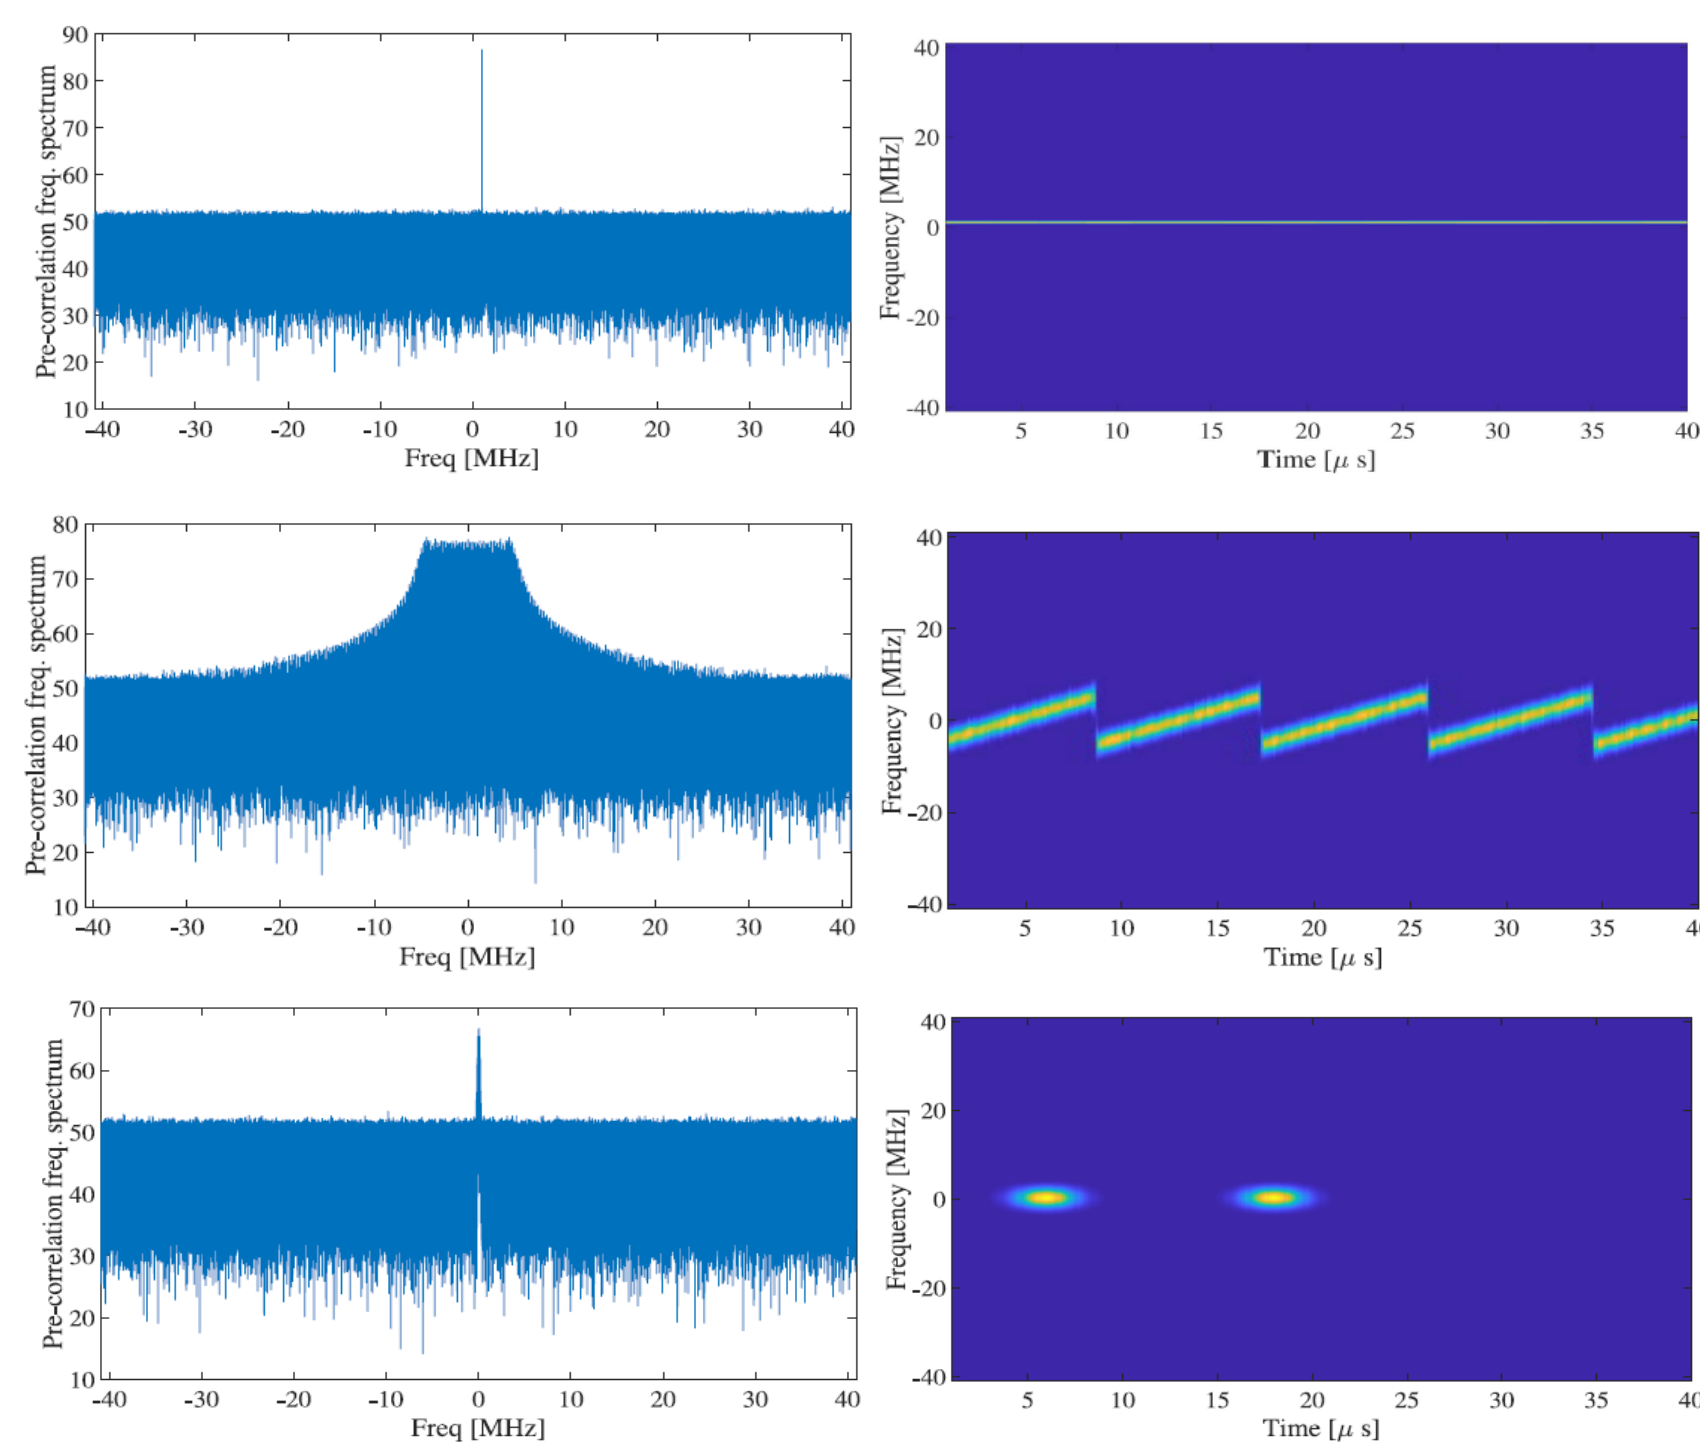 Pre-correlation freq. spectrum
90
80
70
60
50
40
30
20
10
-40 -30 -20 -10 0 10 20 30 40
Freq [MHz]
Frequency [MHz]
40
20
0
-20
-40
5 10 15 20 25 30 35 40
Time [μ s]
Pre-correlation freq. spectrum
80
70
60
50
40
30
20
10
-40 -30 -20 -10 0 10 20 30 40
Freq [MHz]
Frequency [MHz]
40
20
0
-20
-40
5 10 15 20 25 30 35 4
Time [μ s]
Pre-correlation freq. spectrum
70
60
50
40
30
20
10
-40 -30 -20 -10 0 10 20 30 40
Freq [MHz]
Frequency [MHz]
40
20
0
-20
-40
5 10 15 20 25 30 35 40
Time [μ s]